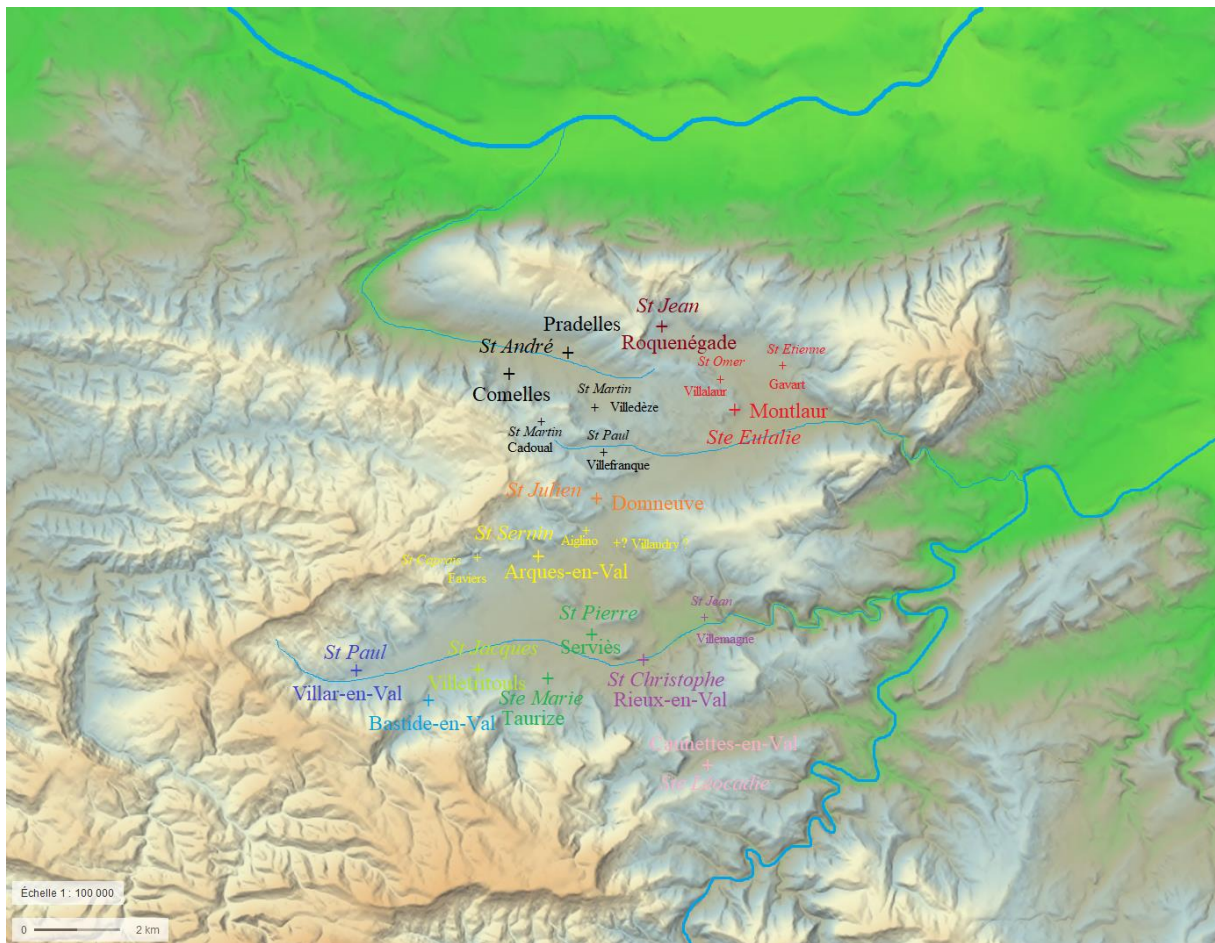 St Jean
Pradelles
Roquenégade
St André
St Etienne
St Omer
Gavart
Comelles
St Martin
Villalaur
Villedèze
Montlaur
St Martin
St Paul
Ste Eulalie
Cadoual
Villefranque
St Julien
Domneuve
St Sernin
Aiglino
+? Villaudry ?
Faviers
Arques-en-Val
St Jean
St Pierre
Villemagne
Serviès
St Paul
St Jacques
St Christophe
Villar-en-Val
Villetritouls
Ste Marie
Rieux-en-Val
Bastide-en-Val
Taurize
Caunettes-en-Val
Ste Léocadie
Échelle 1 : 100 000
0 2 km